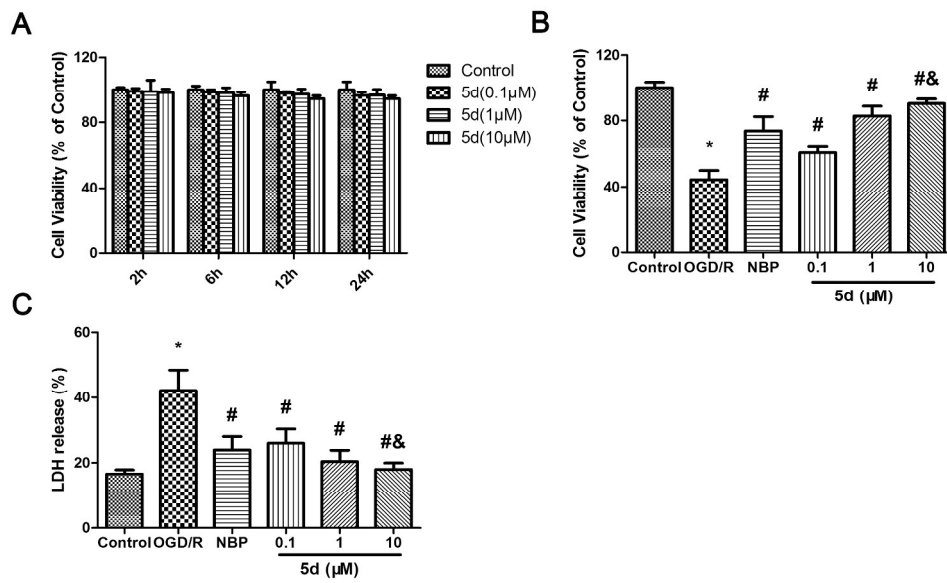 A
Cell Viability (% of Control)
120
80
40
0
2h
6h
12h
24h
Control
5d(0.1μM)
5d(1μM)
5d(10μM)
B
Cell Viability (% of Control)
120
80
40
0
*
#
#
#
#&
Control OGD/R NBP 0.1 1 10
5d (μM)
C
LDH release (%)
60
40
20
0
*
#
#
#
#&
Control OGD/R NBP 0.1 1 10
5d (μM)